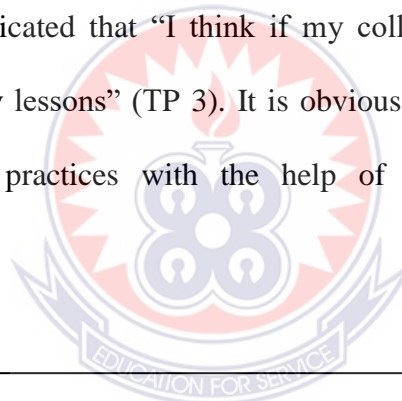 icated that “I think if my coll
lessons” (TP 3). It is obvious
practices with the help of
EDUCATION FOR SERVICE